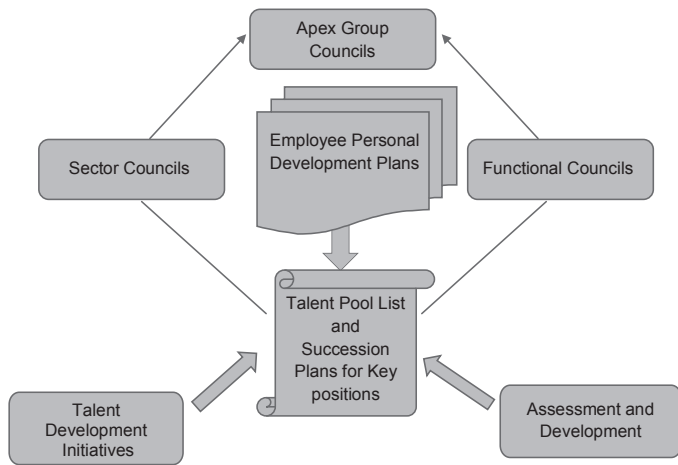 Apex Group
Councils
Employee Personal
Development Plans
Sector Councils
Functional Councils
Talent Pool List
and
Succession
Plans for Key
positions
Talent
Development
Initiatives
Assessment and
Development